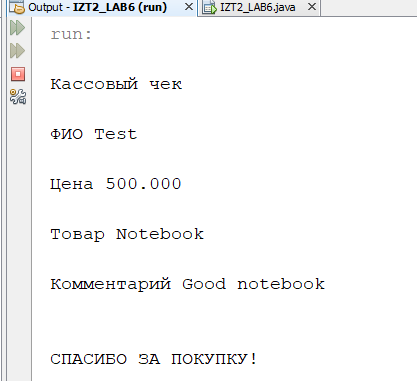 Output - IZT2_LAB6 (run) IZT2_LAB6.java
run:
Кассовый чек
ФИО Test
Цена 500.000
Товар Notebook
Комментарий Good notebook
СПАСИБО ЗА ПОКУПКУ!